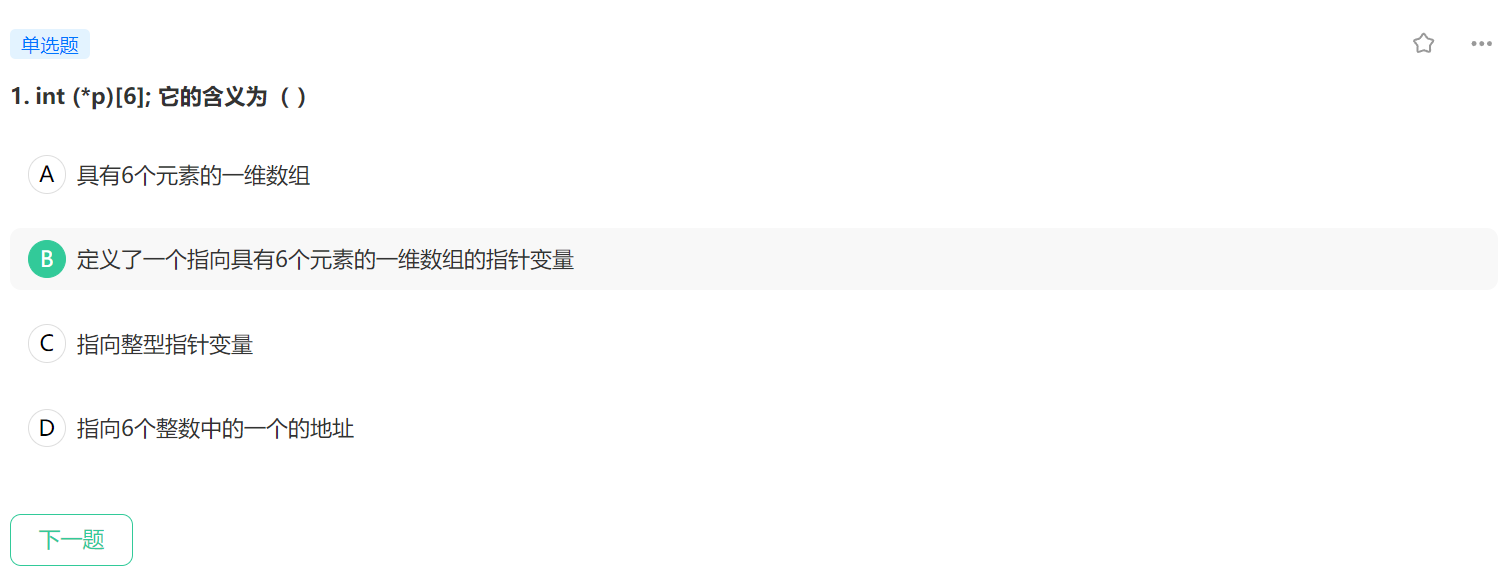 单选题
1. int (*p)[6]; 它的含义为（ ）
A 具有6个元素的一维数组
B 定义了一个指向具有6个元素的一维数组的指针变量
C 指向整型指针变量
D 指向6个整数中的一个的地址
下一题